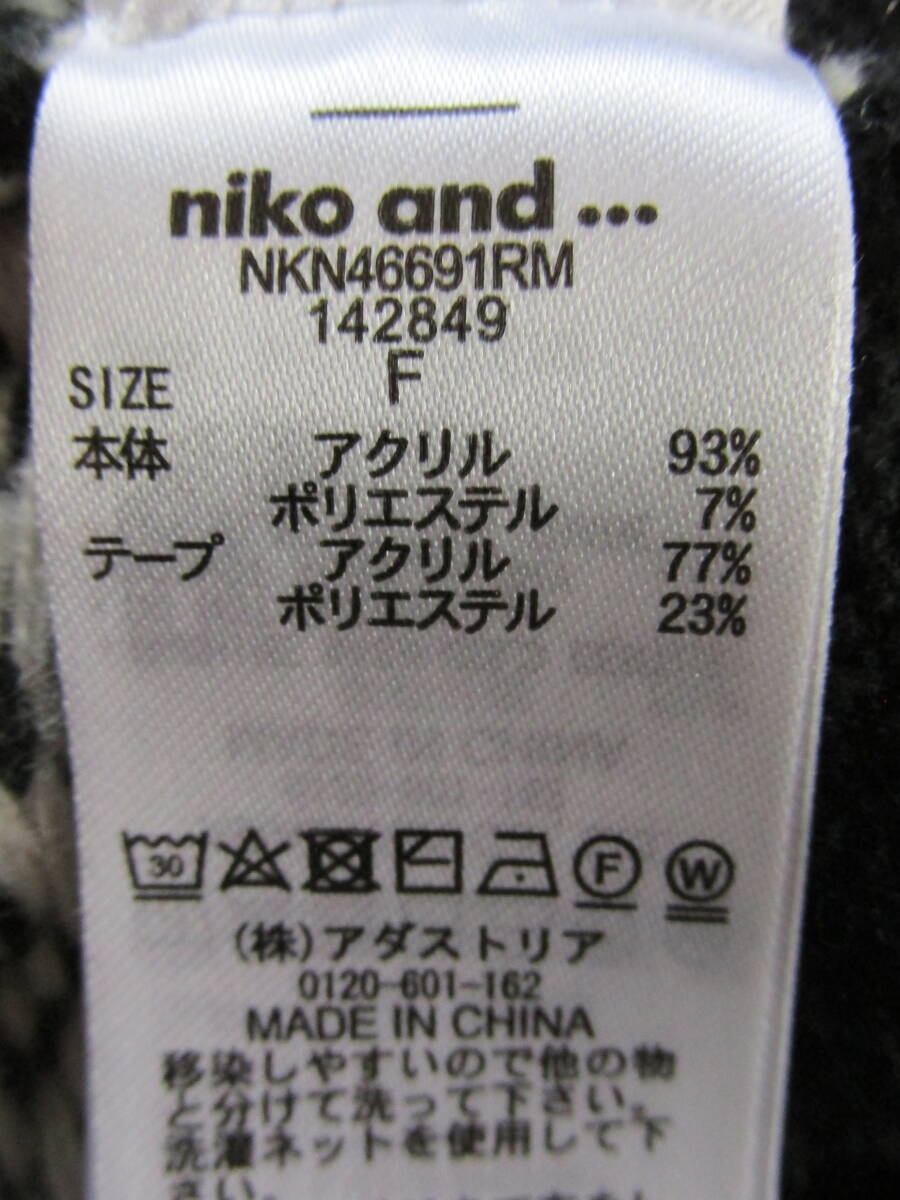 niko and ...
NKN46691RM
142849
SIZE F
本体 アクリル 93%
ポリエステル 7%
テープ アクリル 77%
ポリエステル 23%
30 F W
(株)アダストリア
0120-601-162
MADE IN CHINA
移染しやすいので他の物
と分けて洗って下さい。
洗濯ネットを使用して下
さい。